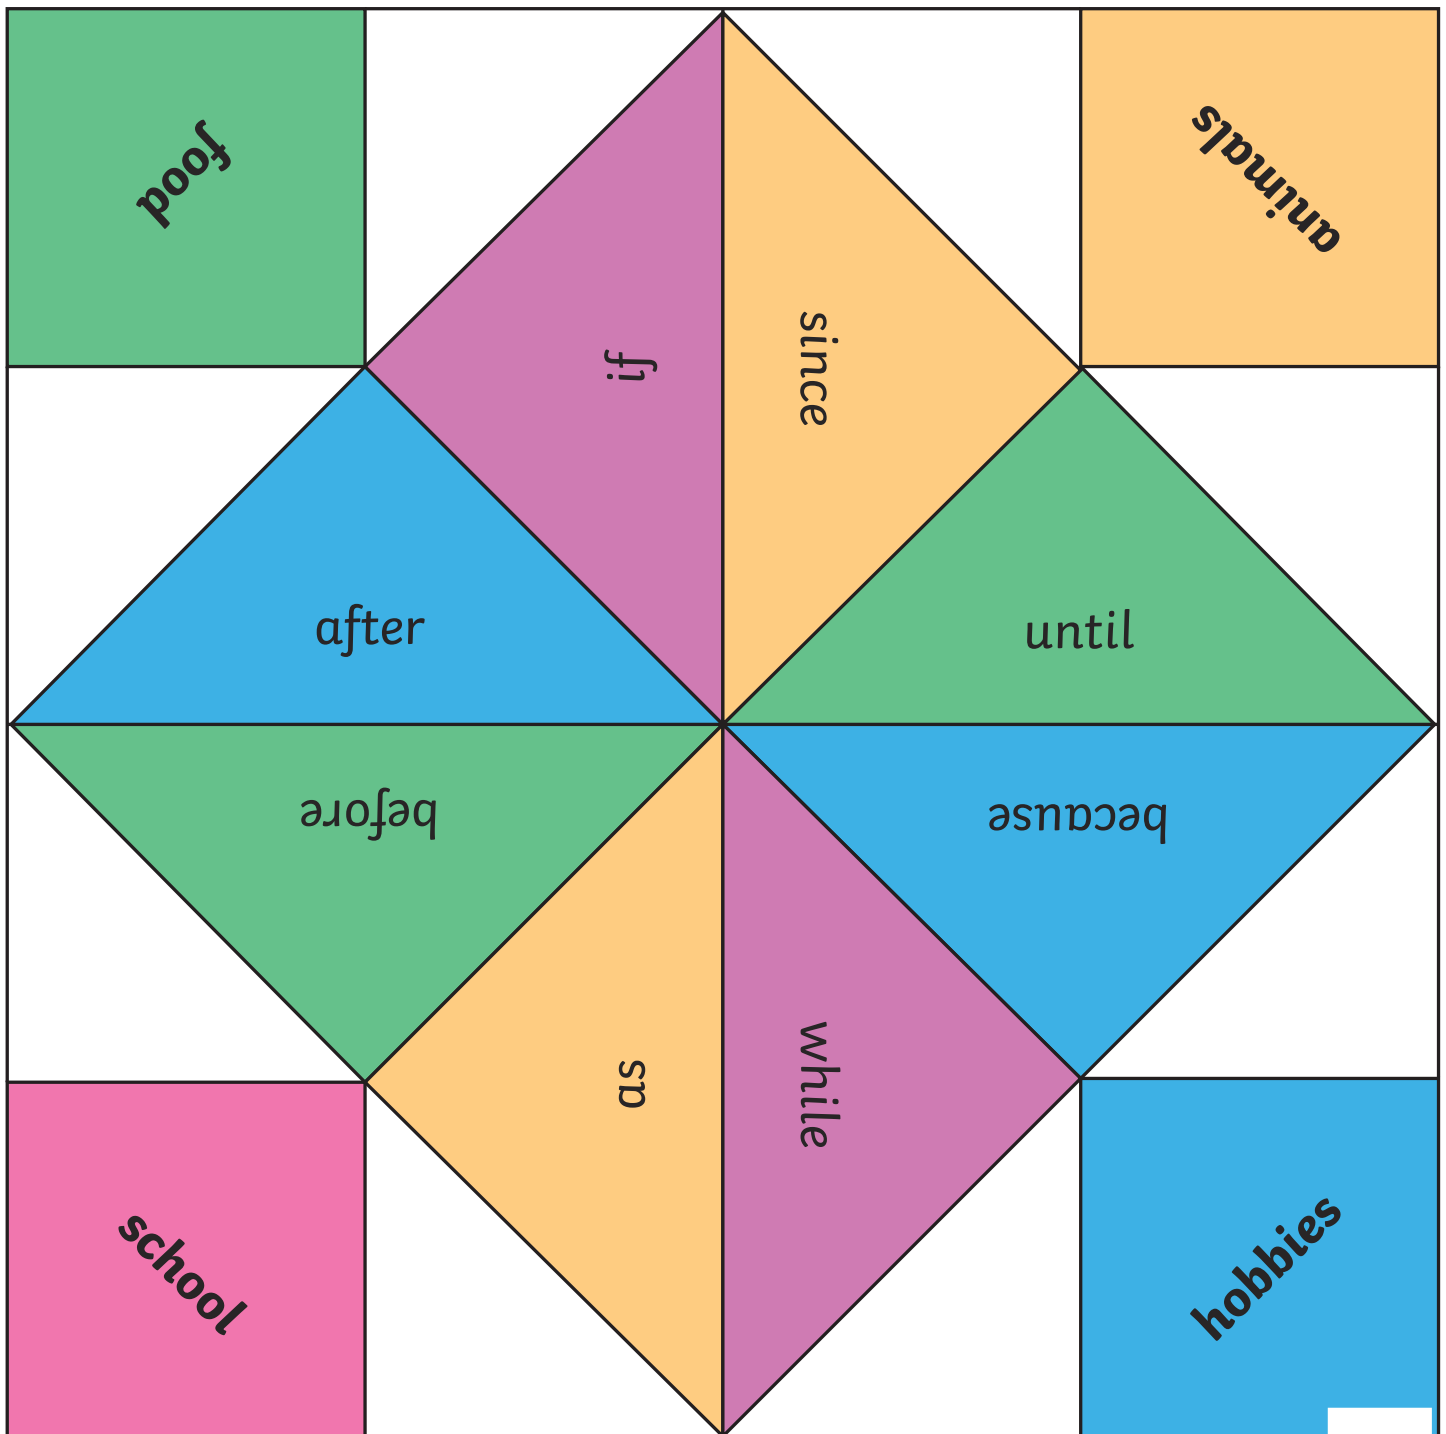 food
animals
if
since
after
until
before
because
as
while
school
hobbies